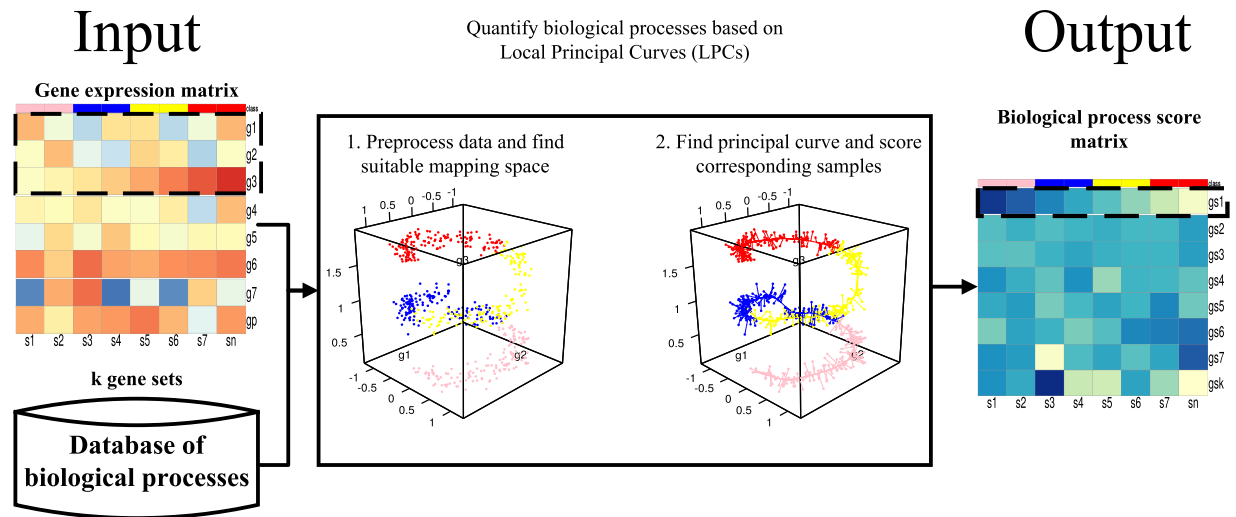 Input
Quantify biological processes based on
Local Principal Curves (LPCs)
Output
Gene expression matrix
class
g1
g2
g3
g4
g5
g6
g7
gp
s1 s2 s3 s4 s5 s6 s7 sn
k gene sets
Database of
biological processes
1. Preprocess data and find
suitable mapping space
1 0.5 0 -0.5 -1
g3
1.5
1
0.5
g1
g2
-1
-0.5
0
0.5
1
2. Find principal curve and score
corresponding samples
1 0.5 0 -0.5 -1
g3
1.5
1
0.5
g1
g2
-1
-0.5
0
0.5
1
Biological process score
matrix
class
gs1
gs2
gs3
gs4
gs5
gs6
gs7
gsk
s1 s2 s3 s4 s5 s6 s7 sn